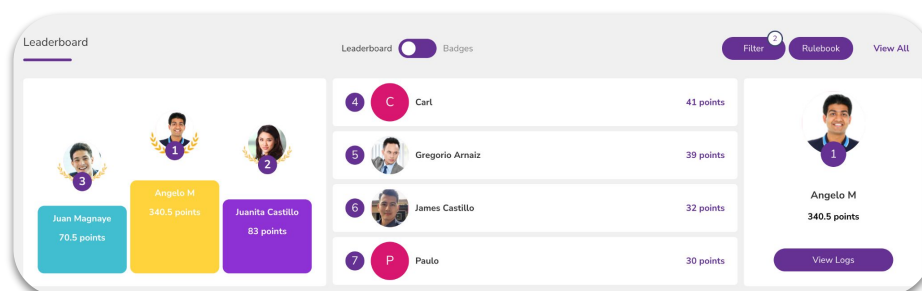 Leaderboard
Leaderboard Badges
Filter 2 Rulebook View All
3
1
2
Juan Magnaye
70.5 points
Angelo M
340.5 points
Juanita Castillo
83 points
4 C Carl 41 points
5 Gregorio Arnaiz 39 points
6 James Castillo 32 points
7 P Paulo 30 points
1
Angelo M
340.5 points
View Logs